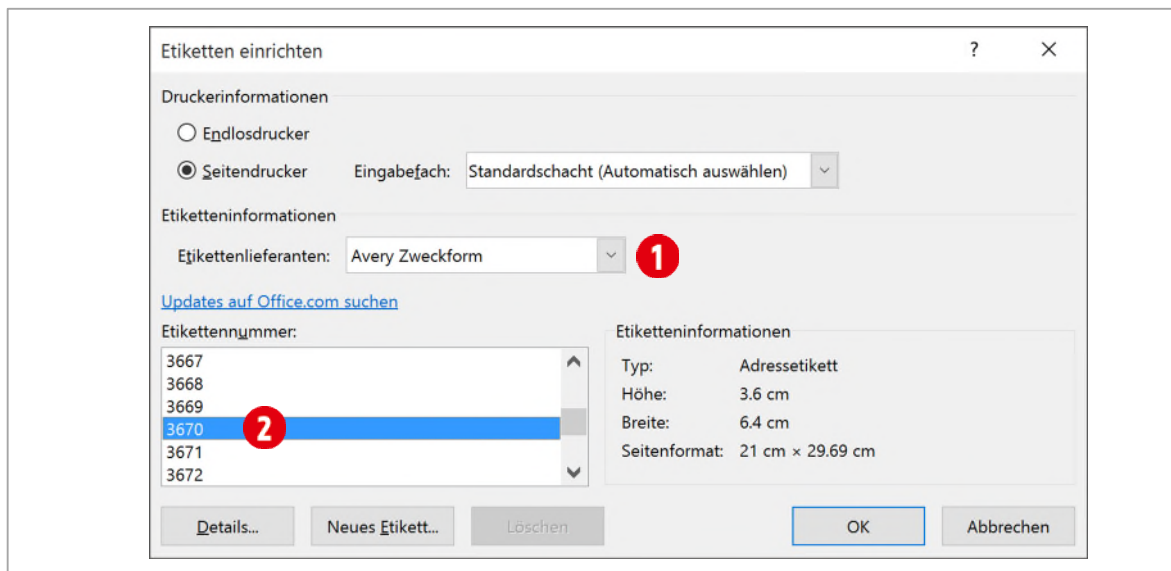 Etiketten einrichten ?
Druckerinformationen
Endlosdrucker
Seitendrucker Eingabefach: Standardschacht (Automatisch auswählen)
Etiketteninformationen
Etikettenlieferanten: Avery Zweckform 1
Updates auf Office.com suchen
Etikettennummer:
3667
3668
3669
3670 2
3671
3672
Etiketteninformationen
Typ: Adressetikett
Höhe: 3.6 cm
Breite: 6.4 cm
Seitenformat: 21 cm × 29.69 cm
Details... Neues Etikett... Löschen OK Abbrechen